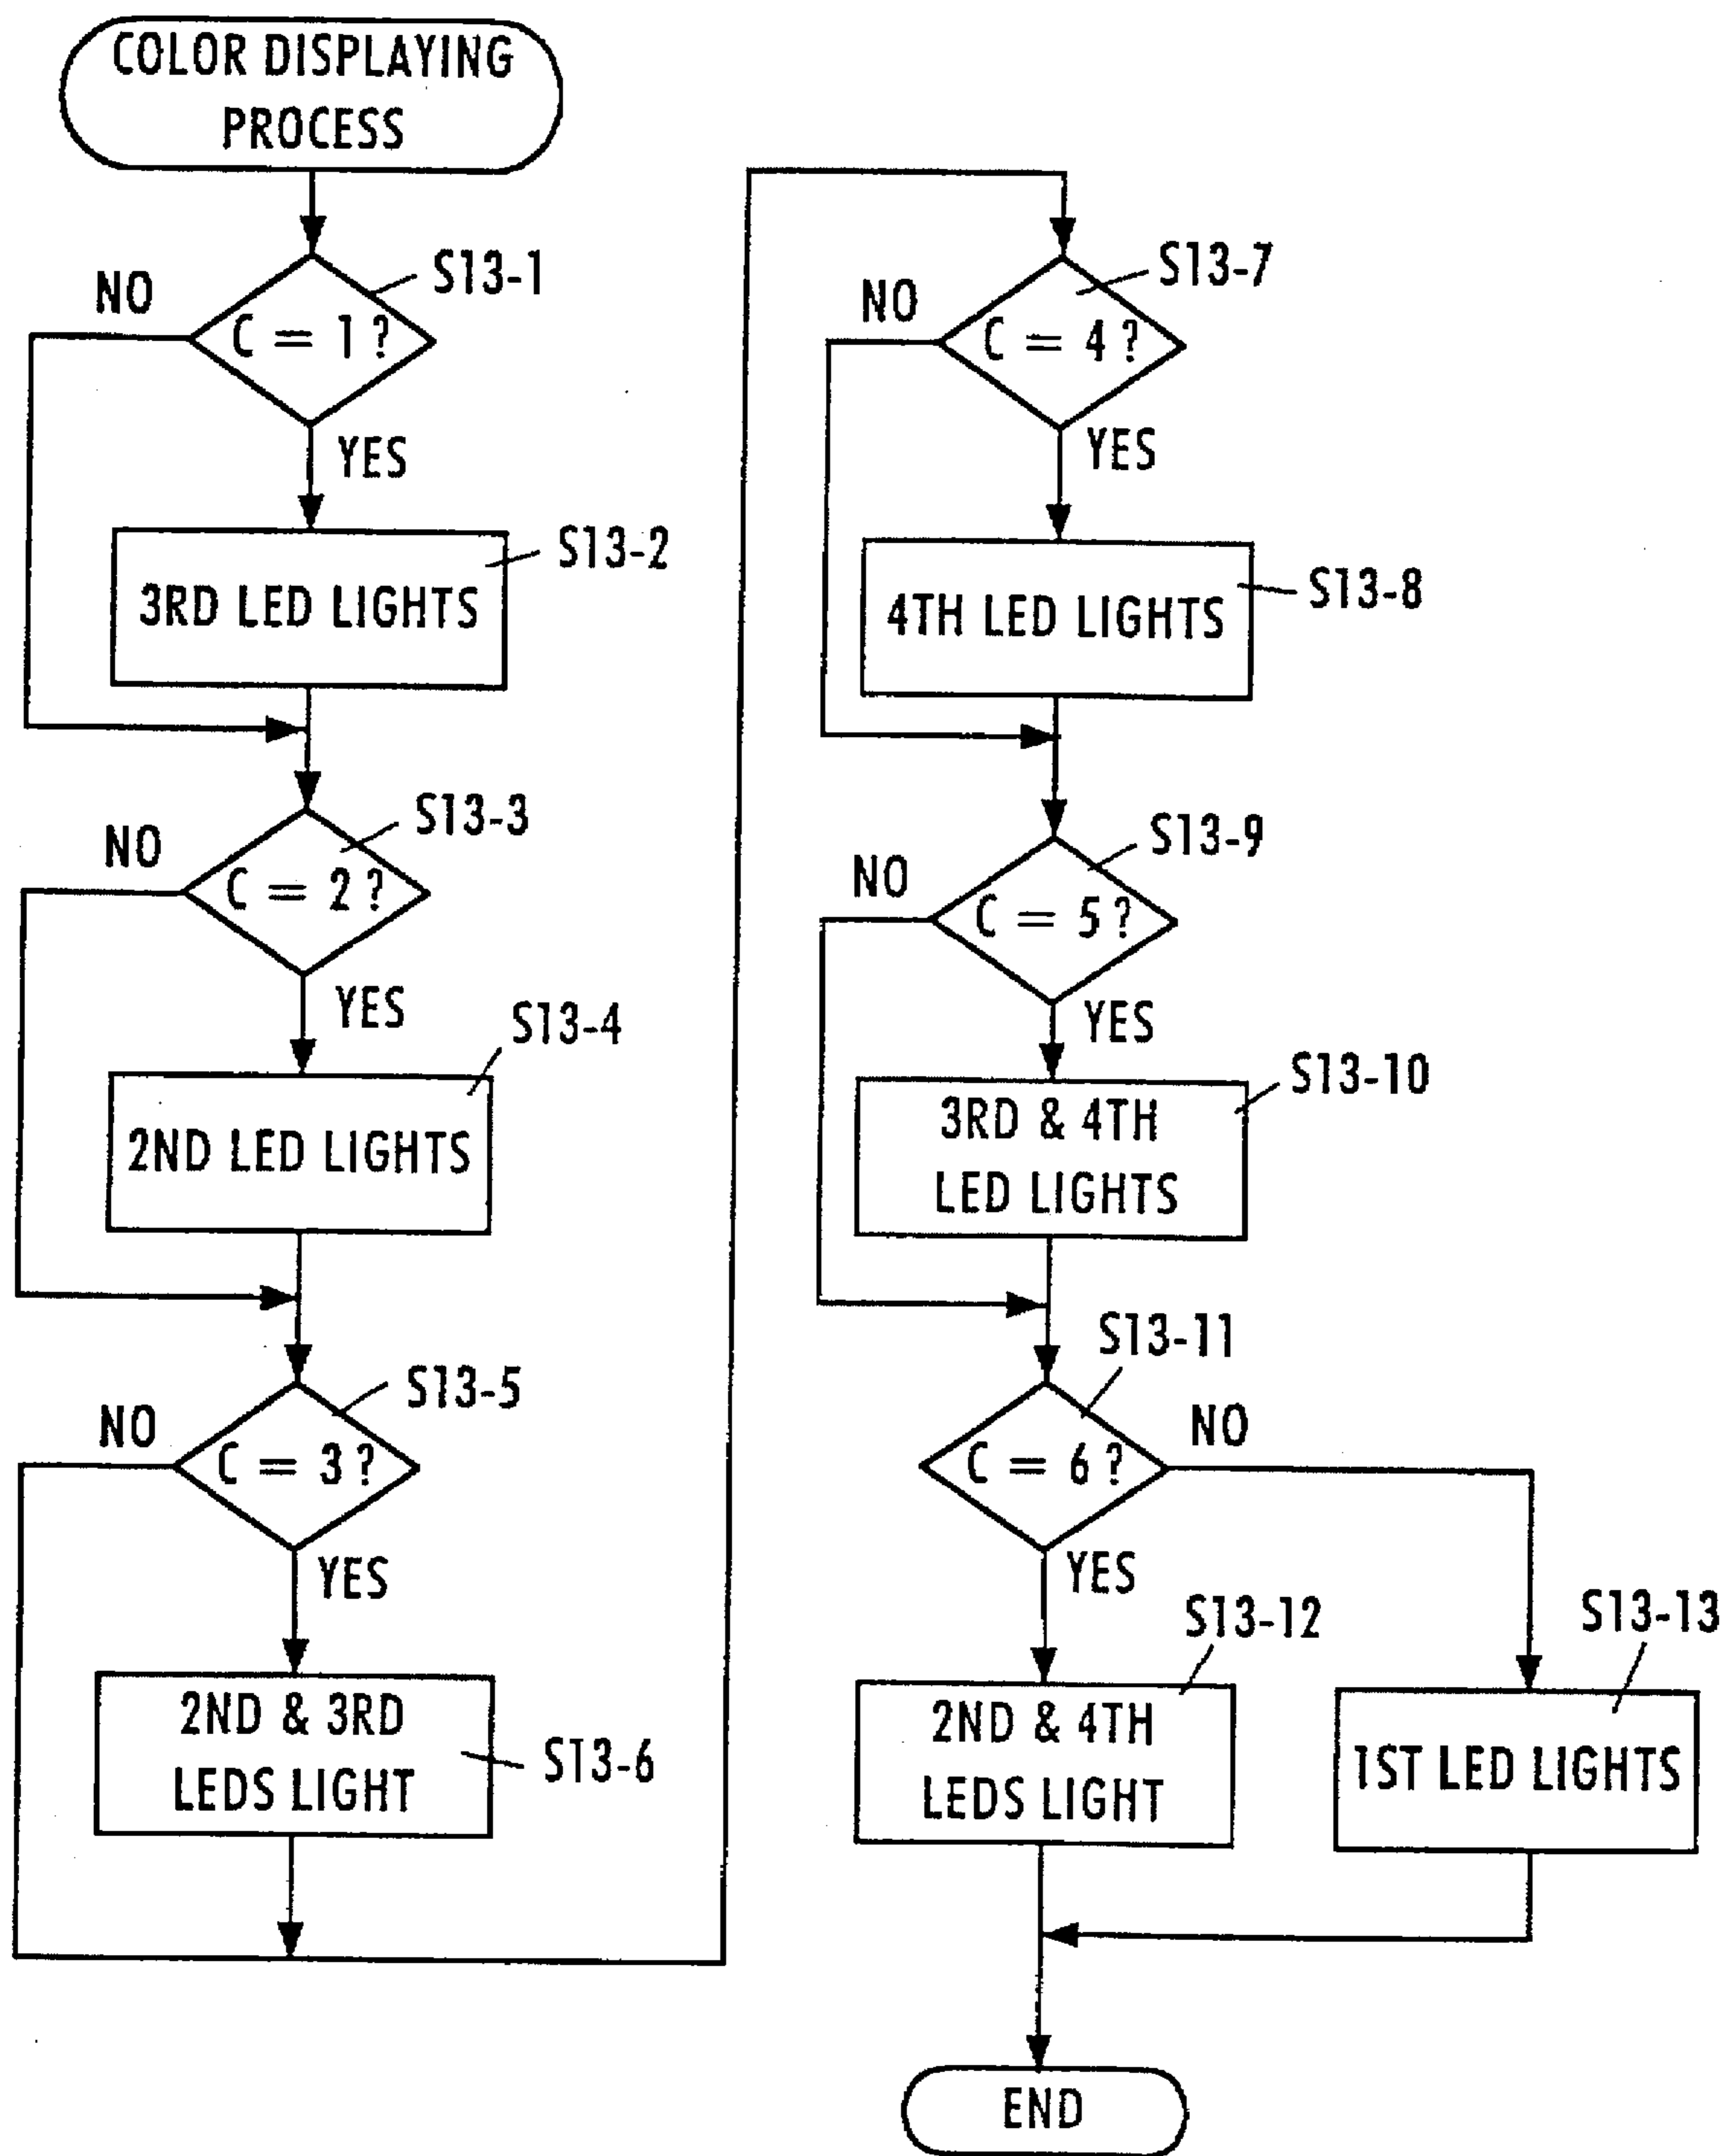 COLOR DISPLAYING
PROCESS
S13-1
NO
C = 1 ?
YES
S13-2
3RD LED LIGHTS
S13-3
NO
C = 2 ?
YES
S13-4
2ND LED LIGHTS
S13-5
NO
C = 3 ?
YES
2ND & 3RD
LEDS LIGHT
S13-6
S13-7
NO
C = 4 ?
YES
S13-8
4TH LED LIGHTS
S13-9
NO
C = 5 ?
YES
S13-10
3RD & 4TH
LED LIGHTS
S13-11
NO
C = 6 ?
YES
S13-12
2ND & 4TH
LEDS LIGHT
S13-13
1ST LED LIGHTS
END